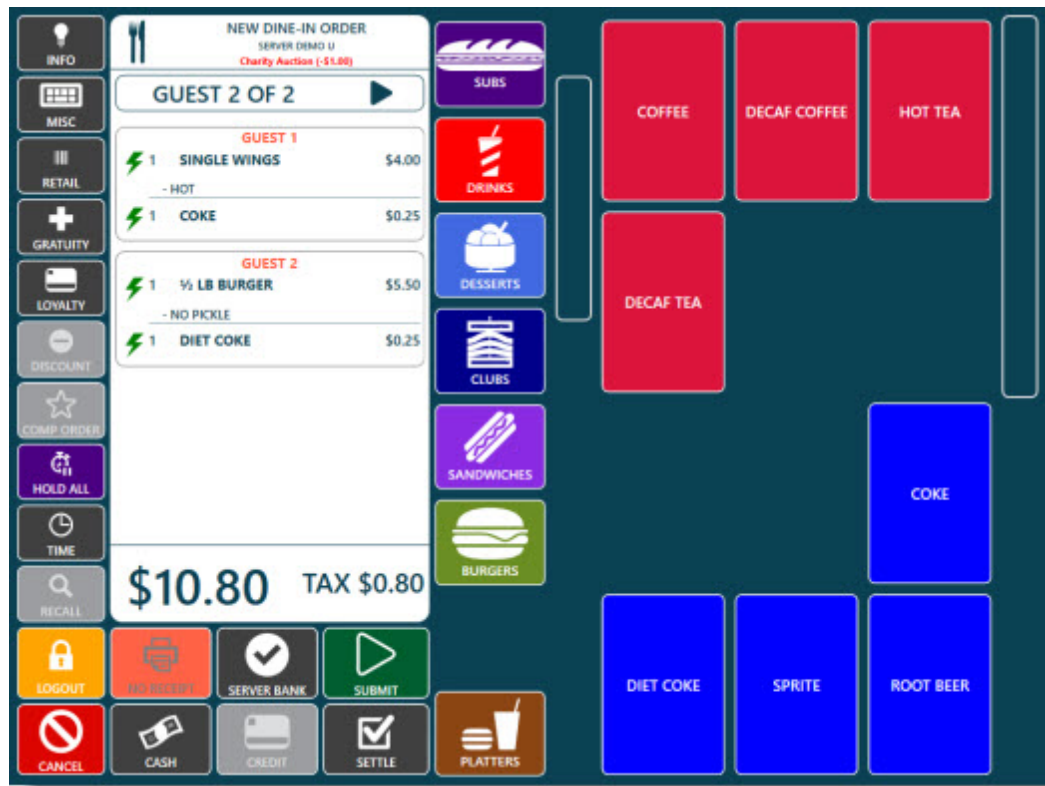 INFO
MISC
RETAIL
GRATUITY
LOYALTY
DISCOUNT
COMP ORDER
HOLD ALL
TIME
RECALL
LOGOUT
CANCEL
NEW DINE-IN ORDER
SERVER DEMO U
Charity Auction (-$1.00)
GUEST 2 OF 2
GUEST 1
1 SINGLE WINGS $4.00
- HOT
1 COKE $0.25
GUEST 2
1 ½ LB BURGER $5.50
- NO PICKLE
1 DIET COKE $0.25
$10.80 TAX $0.80
NO RECEIPT
SERVER BANK
SUBMIT
CASH
CREDIT
SETTLE
SUBS
DRINKS
DESSERTS
CLUBS
SANDWICHES
BURGERS
PLATTERS
COFFEE
DECAF COFFEE
HOT TEA
DECAF TEA
COKE
DIET COKE
SPRITE
ROOT BEER